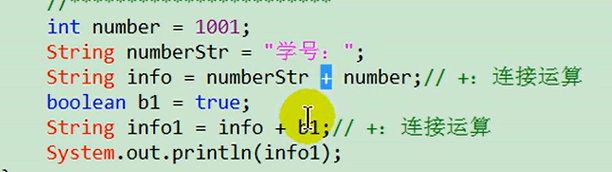 //************************
int number = 1001;
String numberStr = "学号：";
String info = numberStr + number;// +：连接运算
boolean b1 = true;
String info1 = info + b1;// +：连接运算
System.out.println(info1);